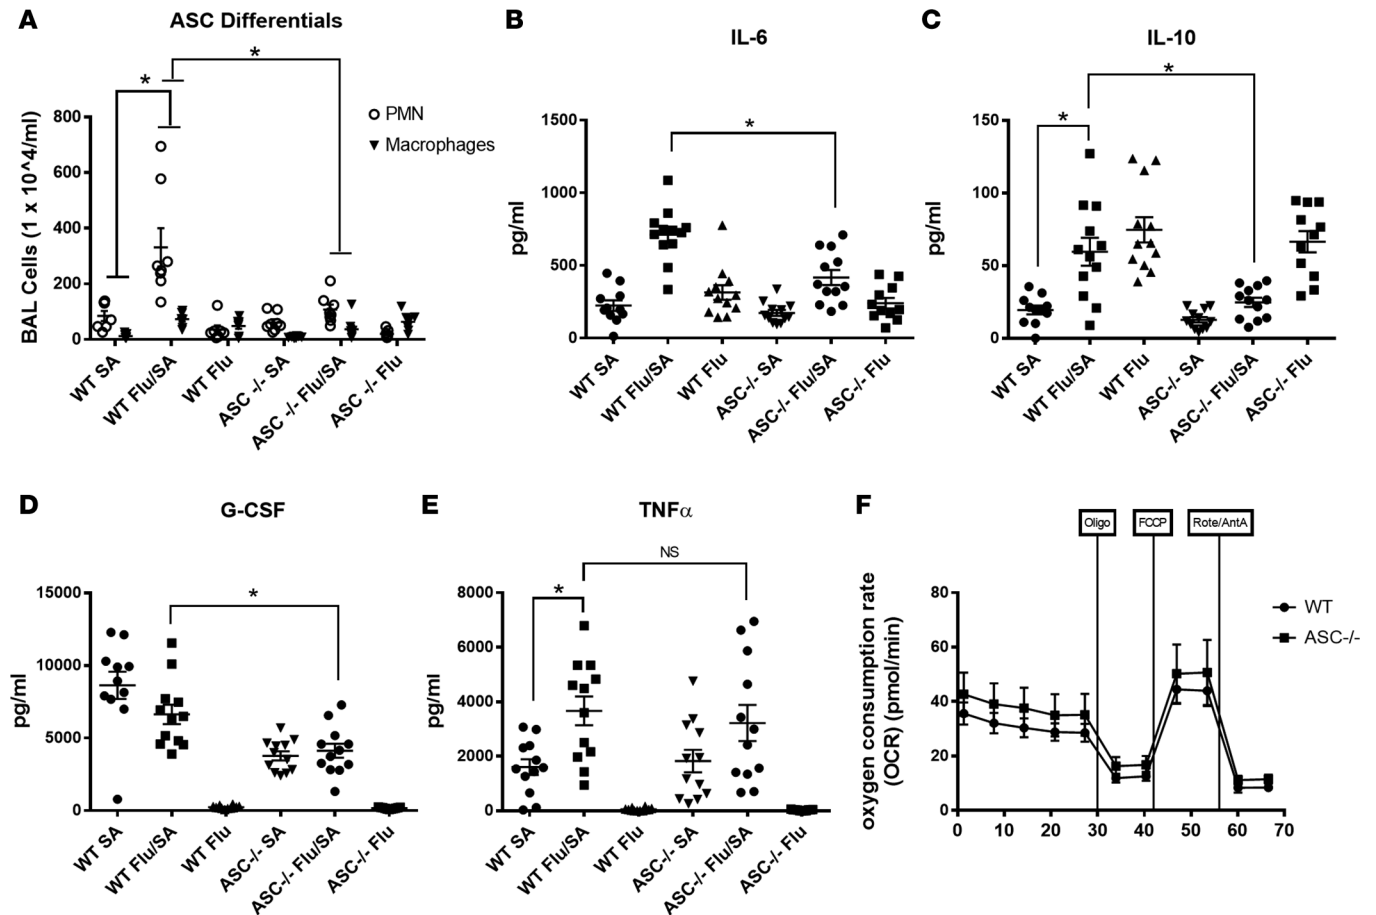 A
ASC Differentials
*
*
BAL Cells (1 x 10^4/ml)
800
600
400
200
0
PMN
Macrophages
WT SA
WT Flu/SA
WT Flu
ASC -/- SA
ASC -/- Flu/SA
ASC -/- Flu
B
IL-6
*
pg/ml
1500
1000
500
0
WT SA
WT Flu/SA
WT Flu
ASC-/- SA
ASC-/- Flu/SA
ASC-/- Flu
C
IL-10
*
*
pg/ml
150
100
50
0
WT SA
WT Flu/SA
WT Flu
ASC-/- SA
ASC-/- Flu/SA
ASC-/- Flu
D
G-CSF
*
pg/ml
15000
10000
5000
0
WT SA
WT Flu/SA
WT Flu
ASC-/- SA
ASC-/- Flu/SA
ASC-/- Flu
E
TNFα
NS
*
pg/ml
8000
6000
4000
2000
0
WT SA
WT Flu/SA
WT Flu
ASC-/- SA
ASC-/- Flu/SA
ASC-/- Flu
F
Oligo
FCCP
Rote/AntA
oxygen consumption rate
(OCR) (pmol/min)
80
60
40
20
0
0 10 20 30 40 50 60 70
WT
ASC-/-